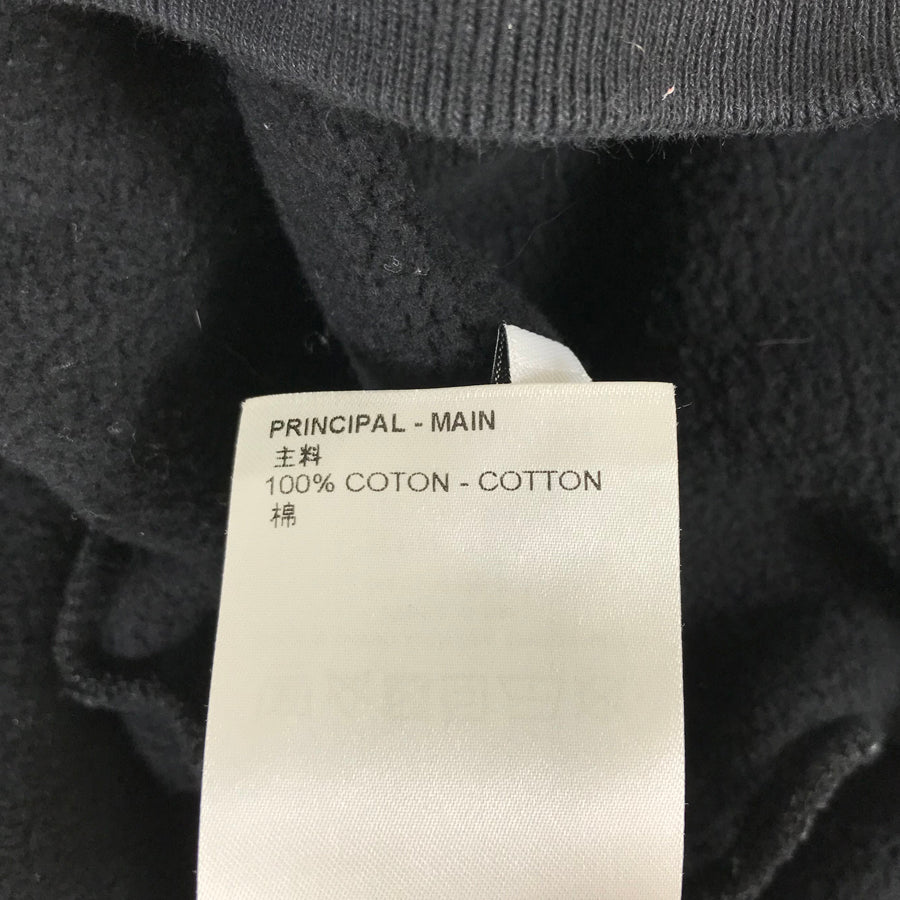 PRINCIPAL - MAIN
主料
100% COTON - COTTON
棉